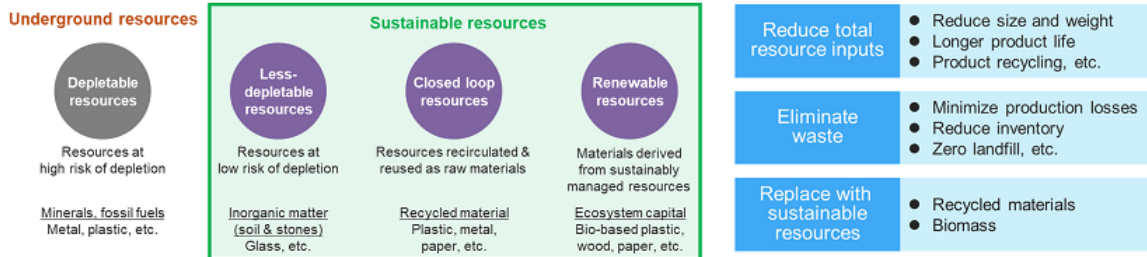 Underground resources
Sustainable resources
Depletable
resources
Resources at
high risk of depletion
Minerals, fossil fuels
Metal, plastic, etc.
Less-
depletable
resources
Resources at
low risk of depletion
Inorganic matter
(soil & stones)
Glass, etc.
Closed loop
resources
Resources recirculated &
reused as raw materials
Recycled material
Plastic, metal,
paper, etc.
Renewable
resources
Materials derived
from sustainably
managed resources
Ecosystem capital
Bio-based plastic,
wood, paper, etc.
Reduce total
resource inputs
● Reduce size and weight
● Longer product life
● Product recycling, etc.
Eliminate
waste
● Minimize production losses
● Reduce inventory
● Zero landfill, etc.
Replace with
sustainable
resources
● Recycled materials
● Biomass